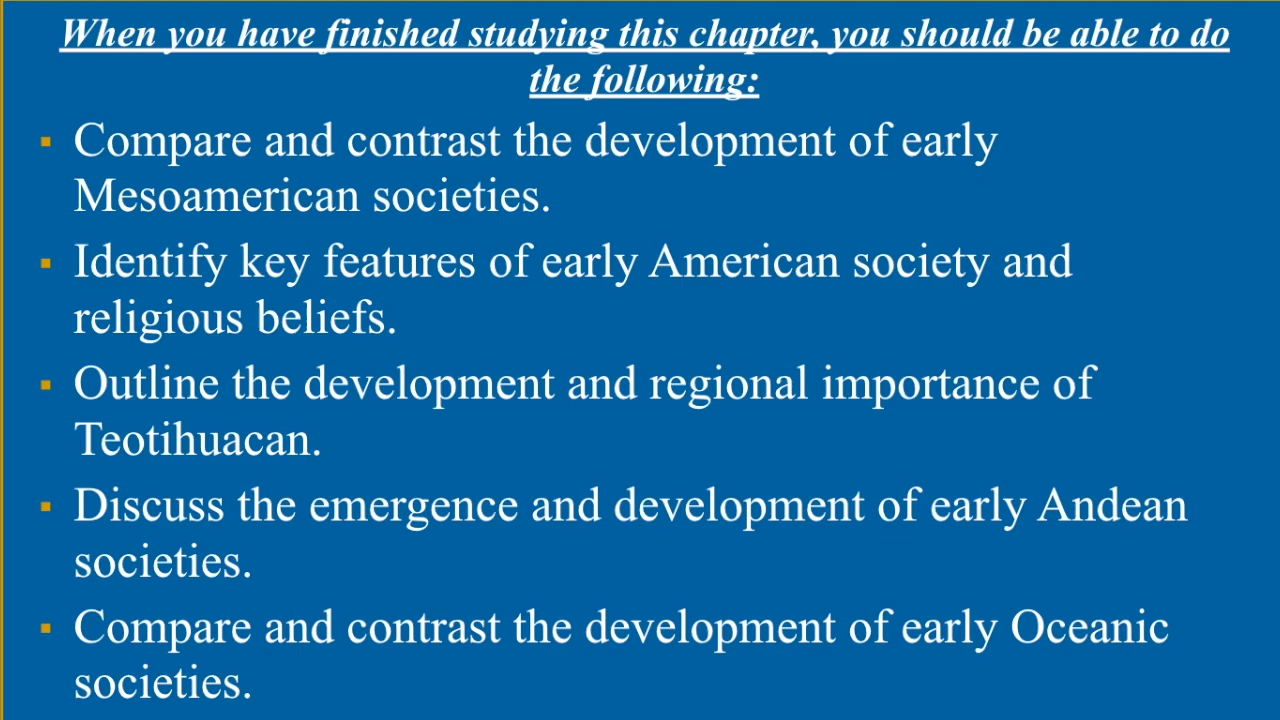 When you have finished studying this chapter, you should be able to do
the following:
▪ Compare and contrast the development of early
Mesoamerican societies.
▪ Identify key features of early American society and
religious beliefs.
▪ Outline the development and regional importance of
Teotihuacan.
▪ Discuss the emergence and development of early Andean
societies.
▪ Compare and contrast the development of early Oceanic
societies.